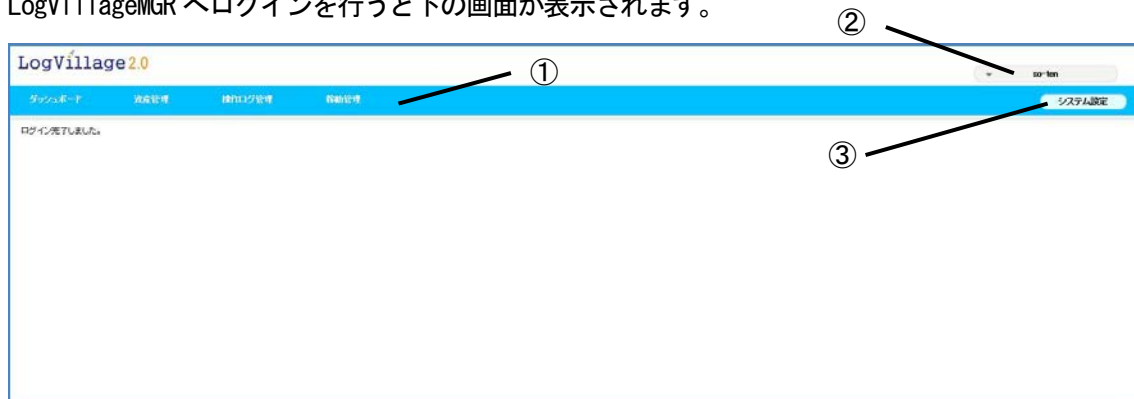 LogVillageMGR へログインを行うと下の画面が表示されます。
②
LogVillage 2.0
①
so-ten
ダッシュボード 資産管理 操作ログ管理 稼動管理
システム設定
ログイン完了しました。
③